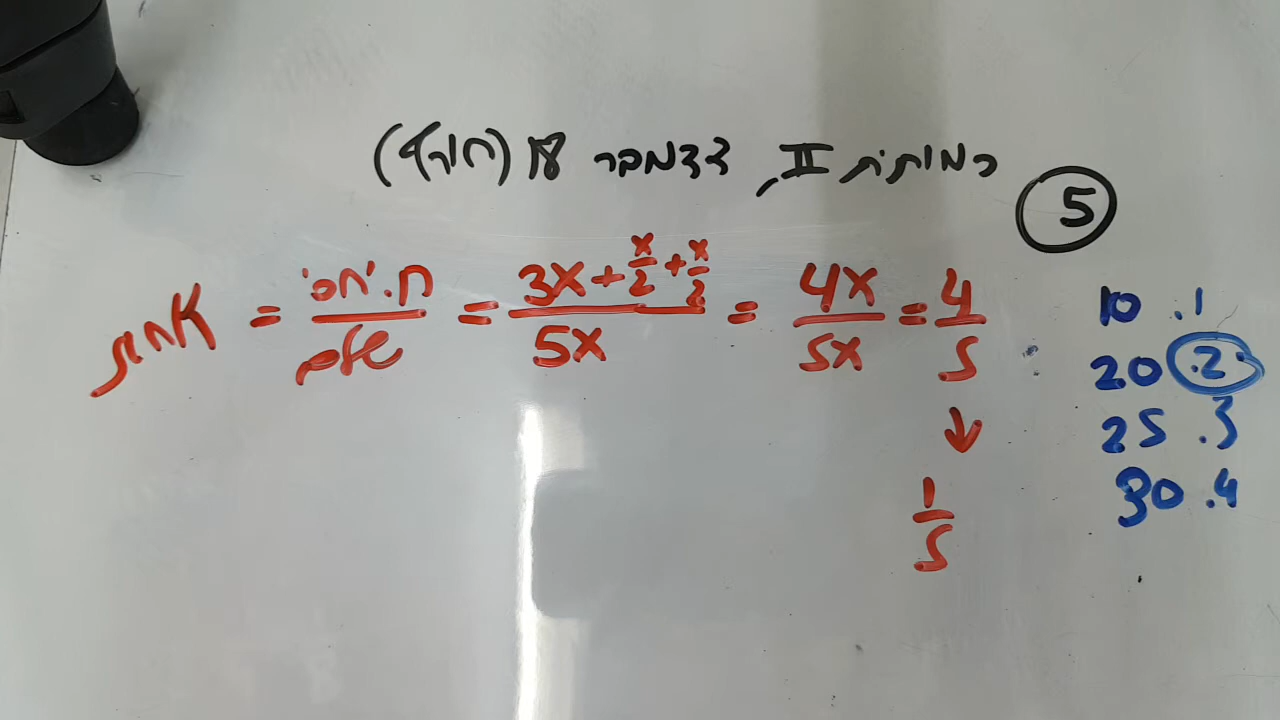 כמותית II, דצמבר 18 (חורף)
5
אחוז = ח. יחסי / שלם = (3x + x/2 + x/2) / 5x = 4x / 5x = 4 / 5
↓
1 / 5
1. 10
2. 20
3. 25
4. 30